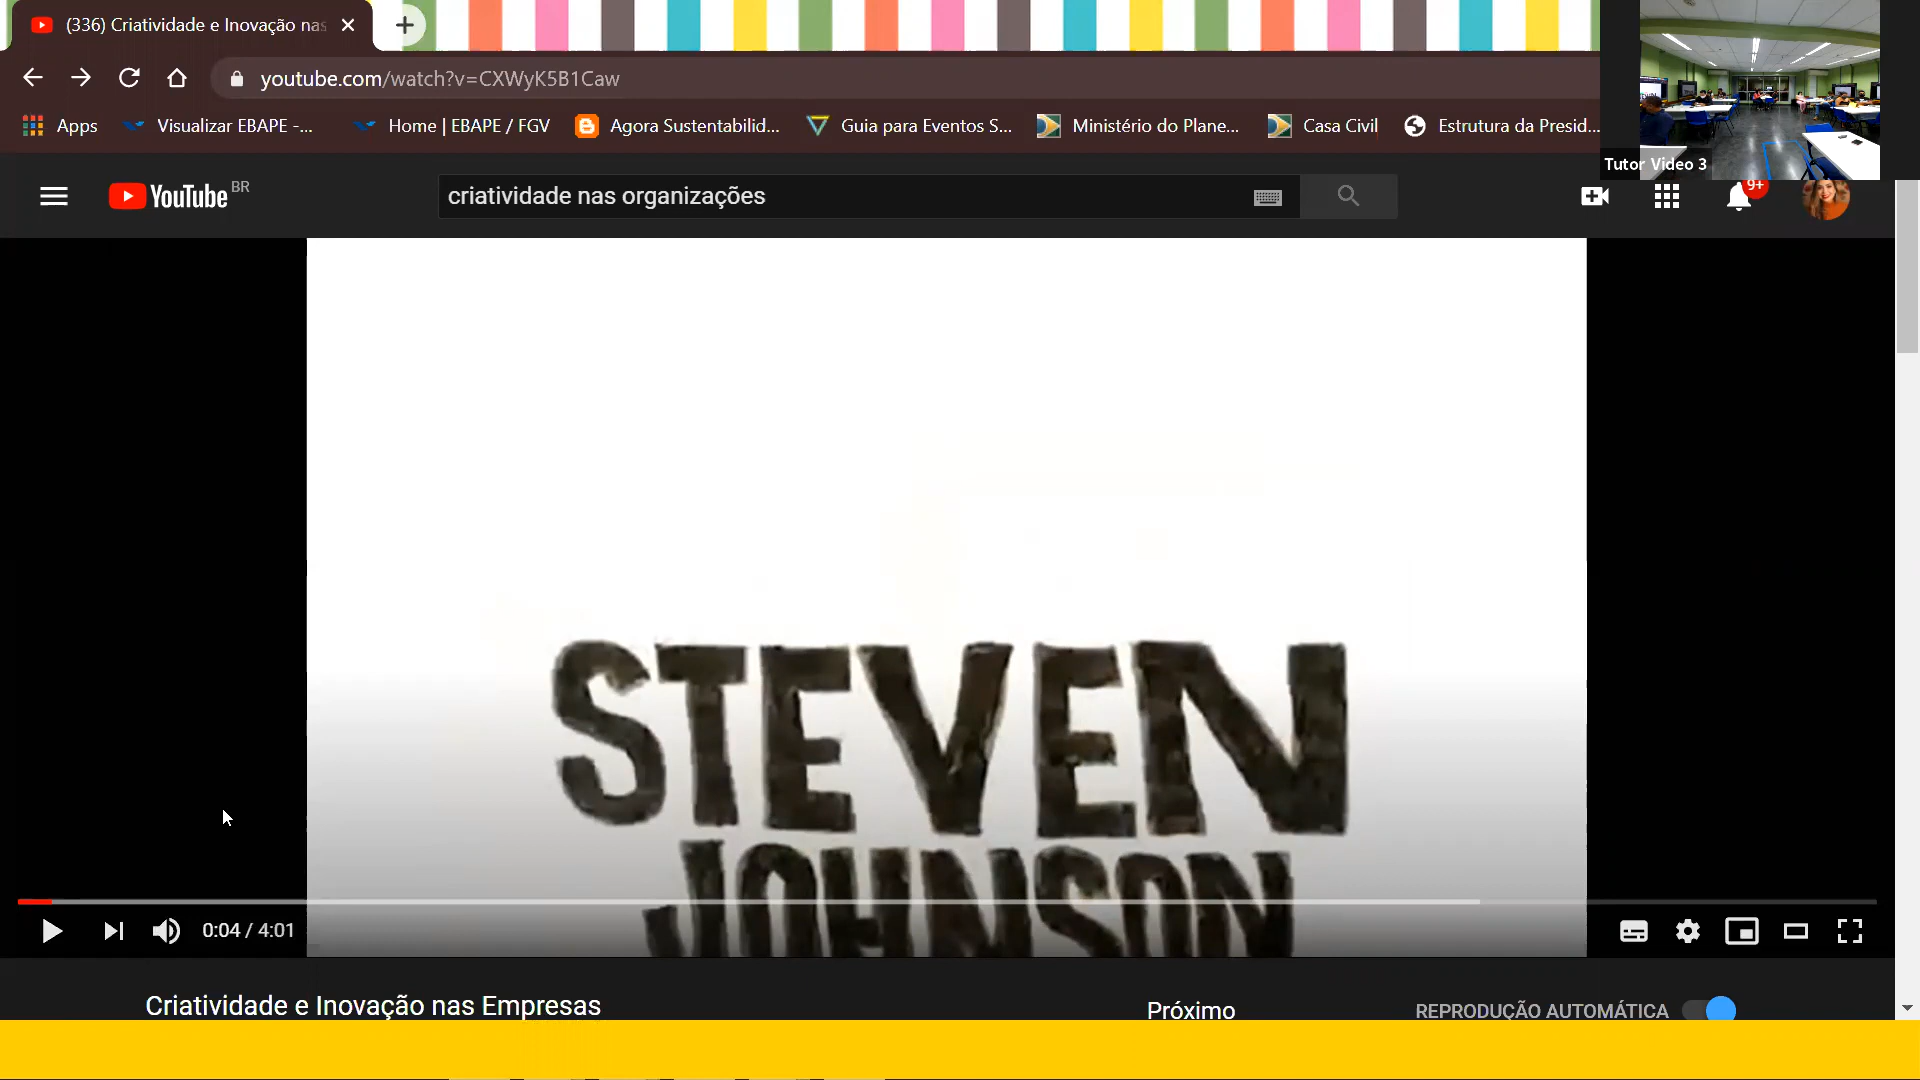 (336) Criatividade e Inovação nas
youtube.com/watch?v=CXWyK5B1Caw
Apps
Visualizar EBAPE -...
Home | EBAPE / FGV
Agora Sustentabilid...
Guia para Eventos S...
Ministério do Plane...
Casa Civil
Estrutura da Presid...
Tutor Video 3
YouTube BR
criatividade nas organizações
9+
STEVEN
JOHNSON
0:04 / 4:01
Criatividade e Inovação nas Empresas
Próximo
REPRODUÇÃO AUTOMÁTICA